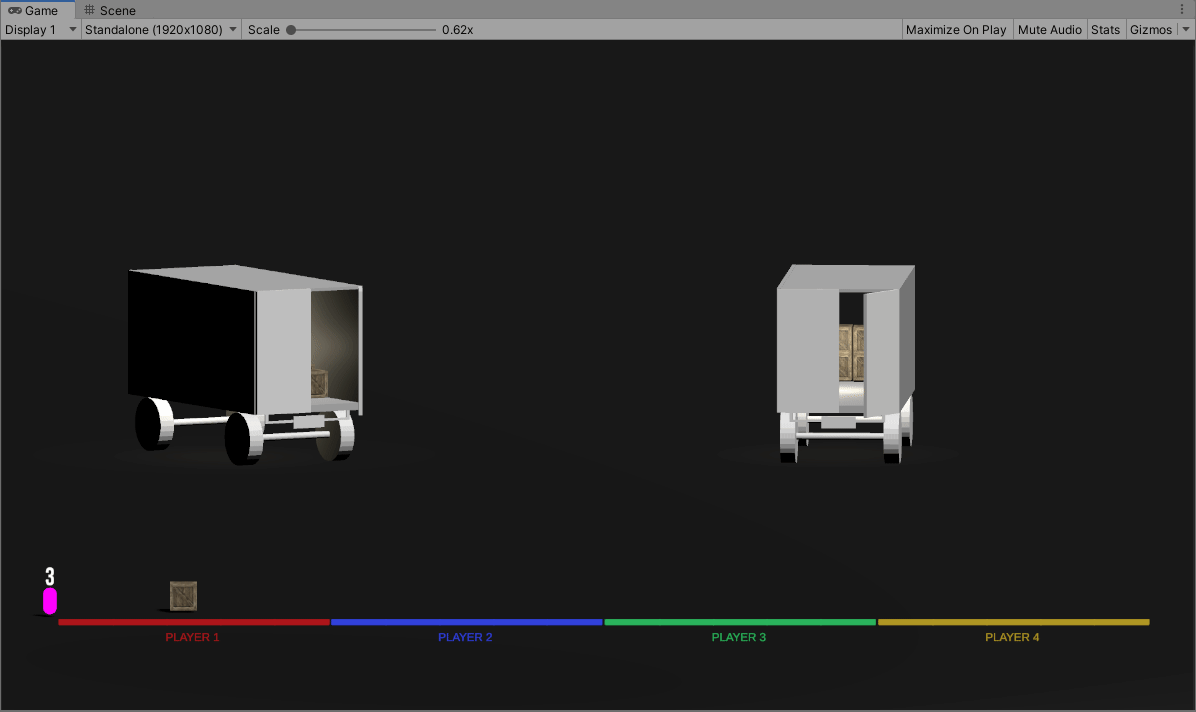 Game Scene
Display 1 Standalone (1920x1080) Scale 0.62x Maximize On Play Mute Audio Stats Gizmos
3
PLAYER 1 PLAYER 2 PLAYER 3 PLAYER 4